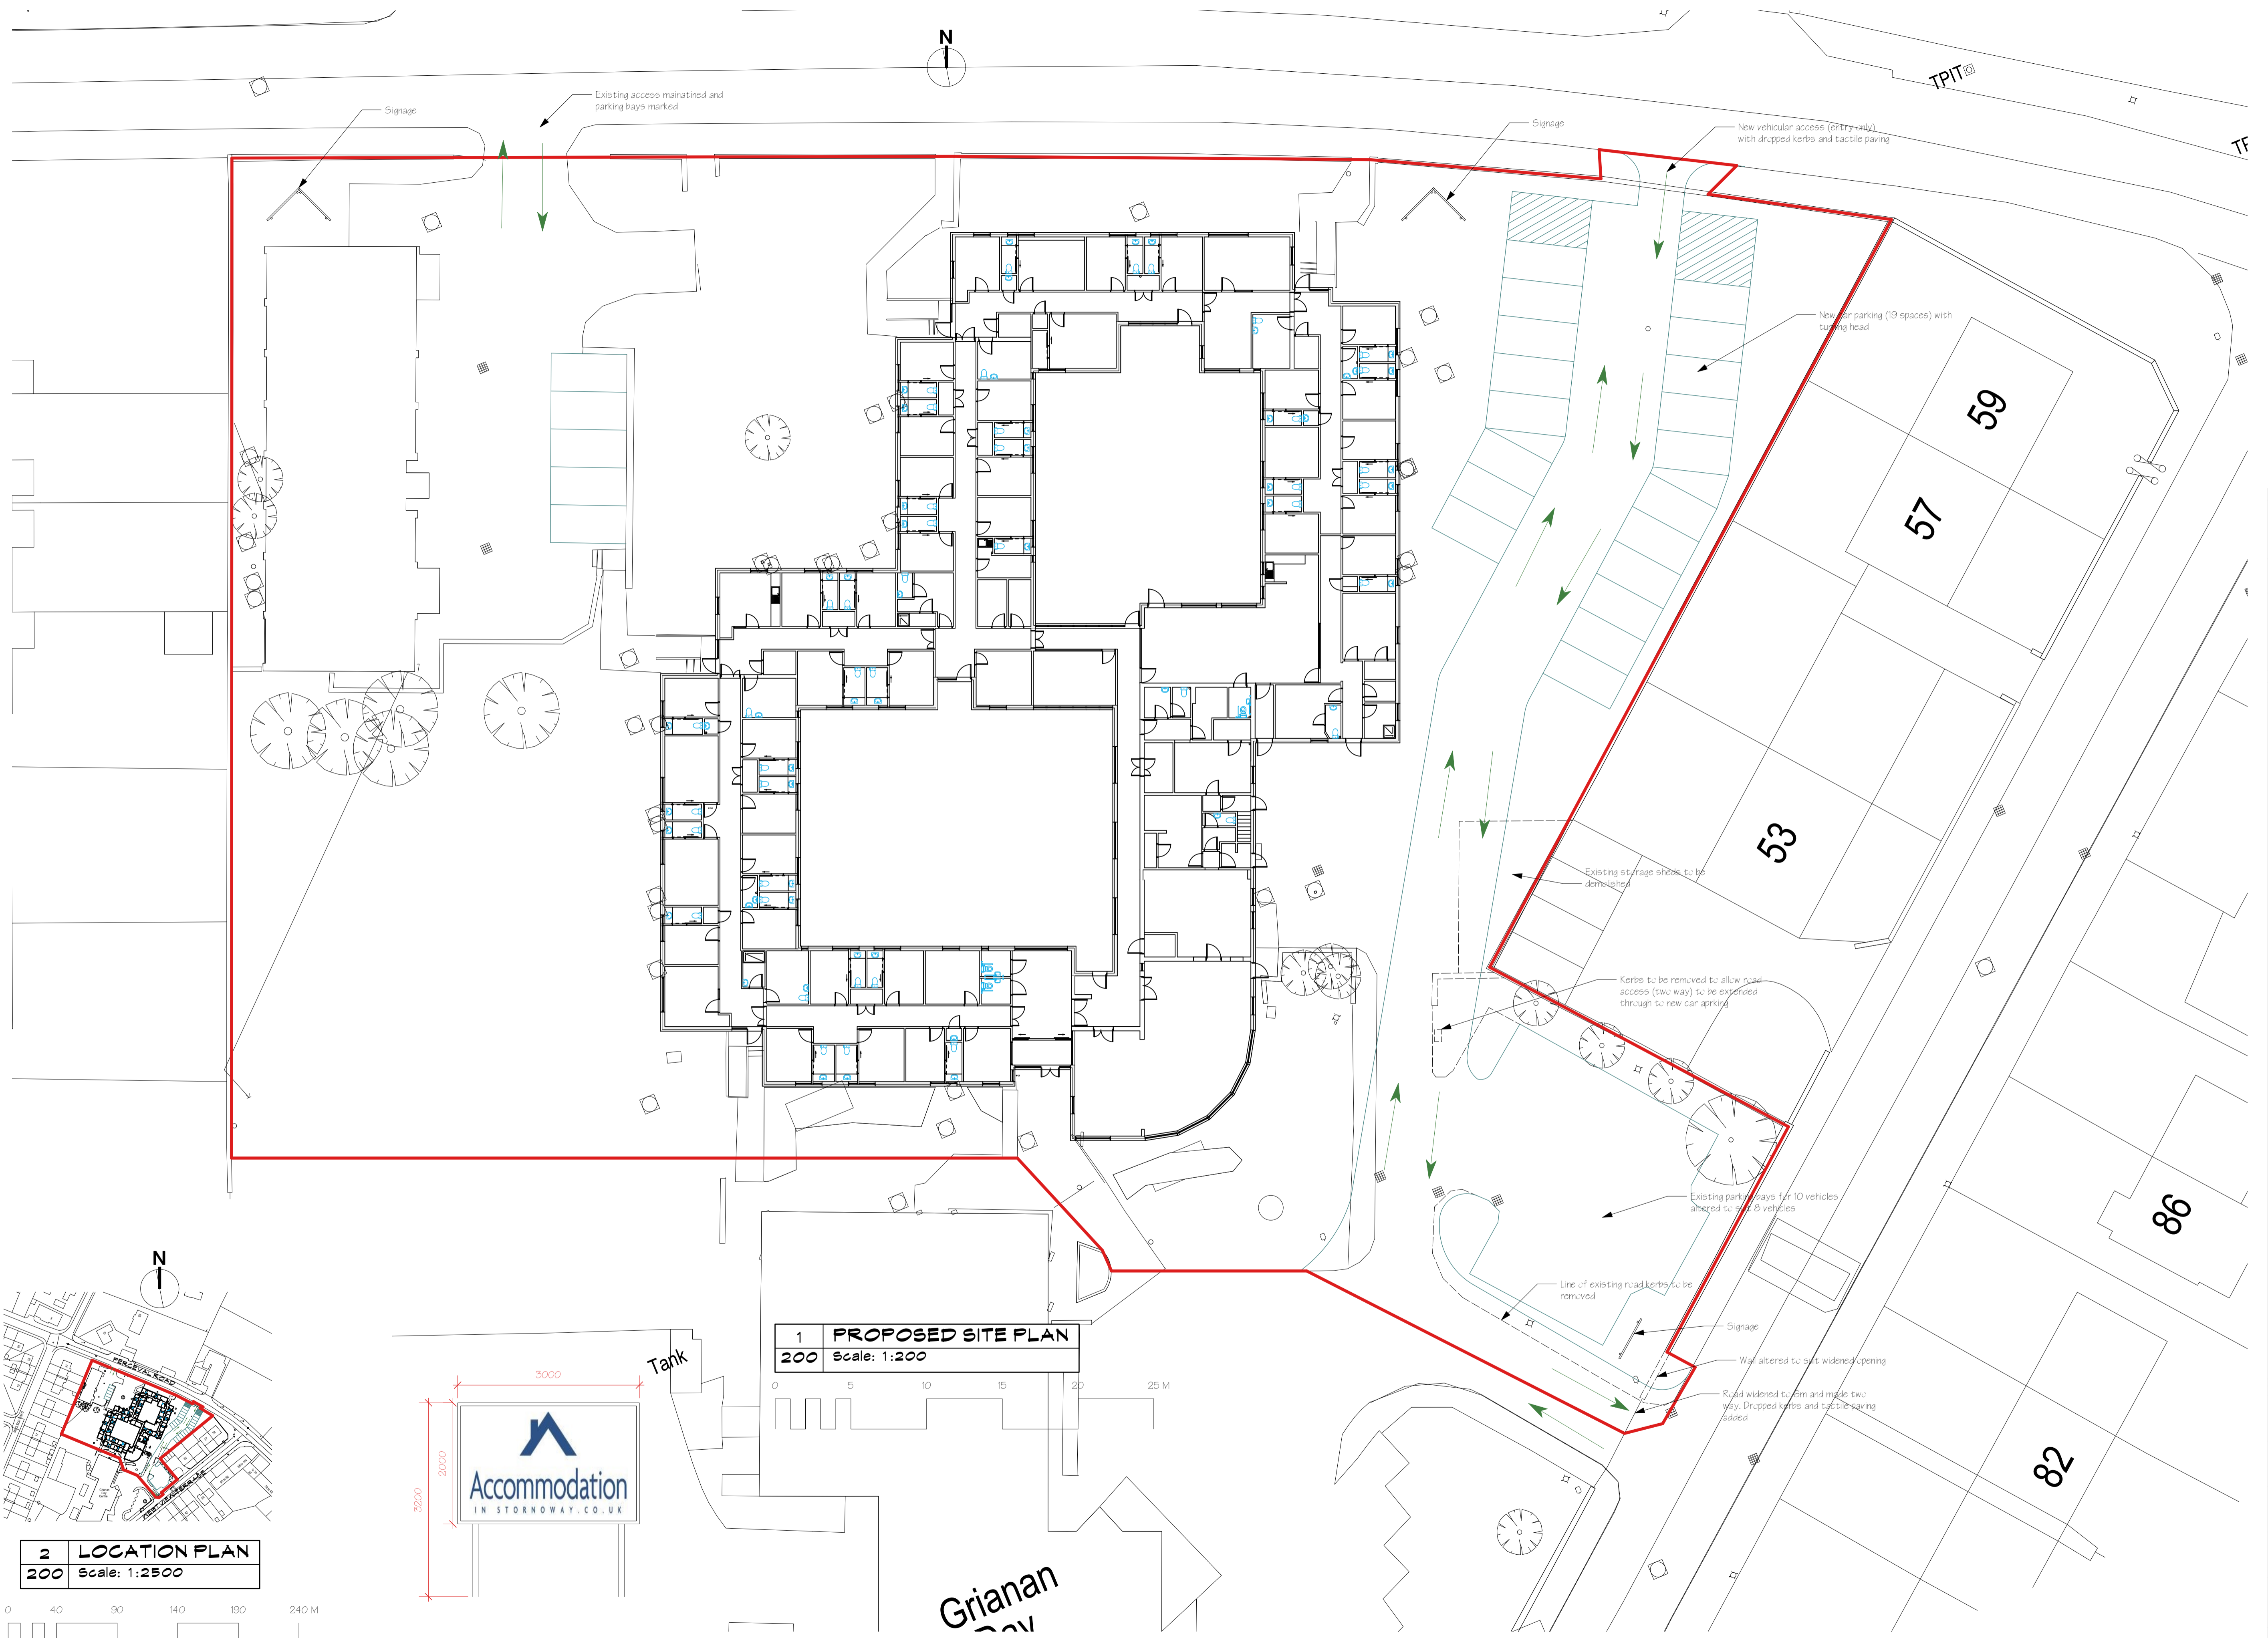 N
TPIT
Signage
Existing access mainatined and
parking bays marked
Signage
New vehicular access (entry only)
with dropped kerbs and tactile paving
New car parking (19 spaces) with
turning head
59
57
53
Existing storage sheds to be
demolished
Kerbs to be removed to allow road
access (two way) to be extended
through to new car aprking
Existing parking bays for 10 vehicles
altered to suit 8 vehicles
86
Line of existing road kerbs to be
removed
Signage
Wall altered to suit widened opening
Road widened to 6m and made two
way. Dropped kerbs and tactile paving
added
82
N
PERCEVAL ROAD
2 LOCATION PLAN
200 Scale: 1:2500
0 40 90 140 190 240 M
3000
2000
3200
Accommodation
IN STORNOWAY.CO.UK
Tank
1 PROPOSED SITE PLAN
200 Scale: 1:200
0 5 10 15 20 25 M
Grianan